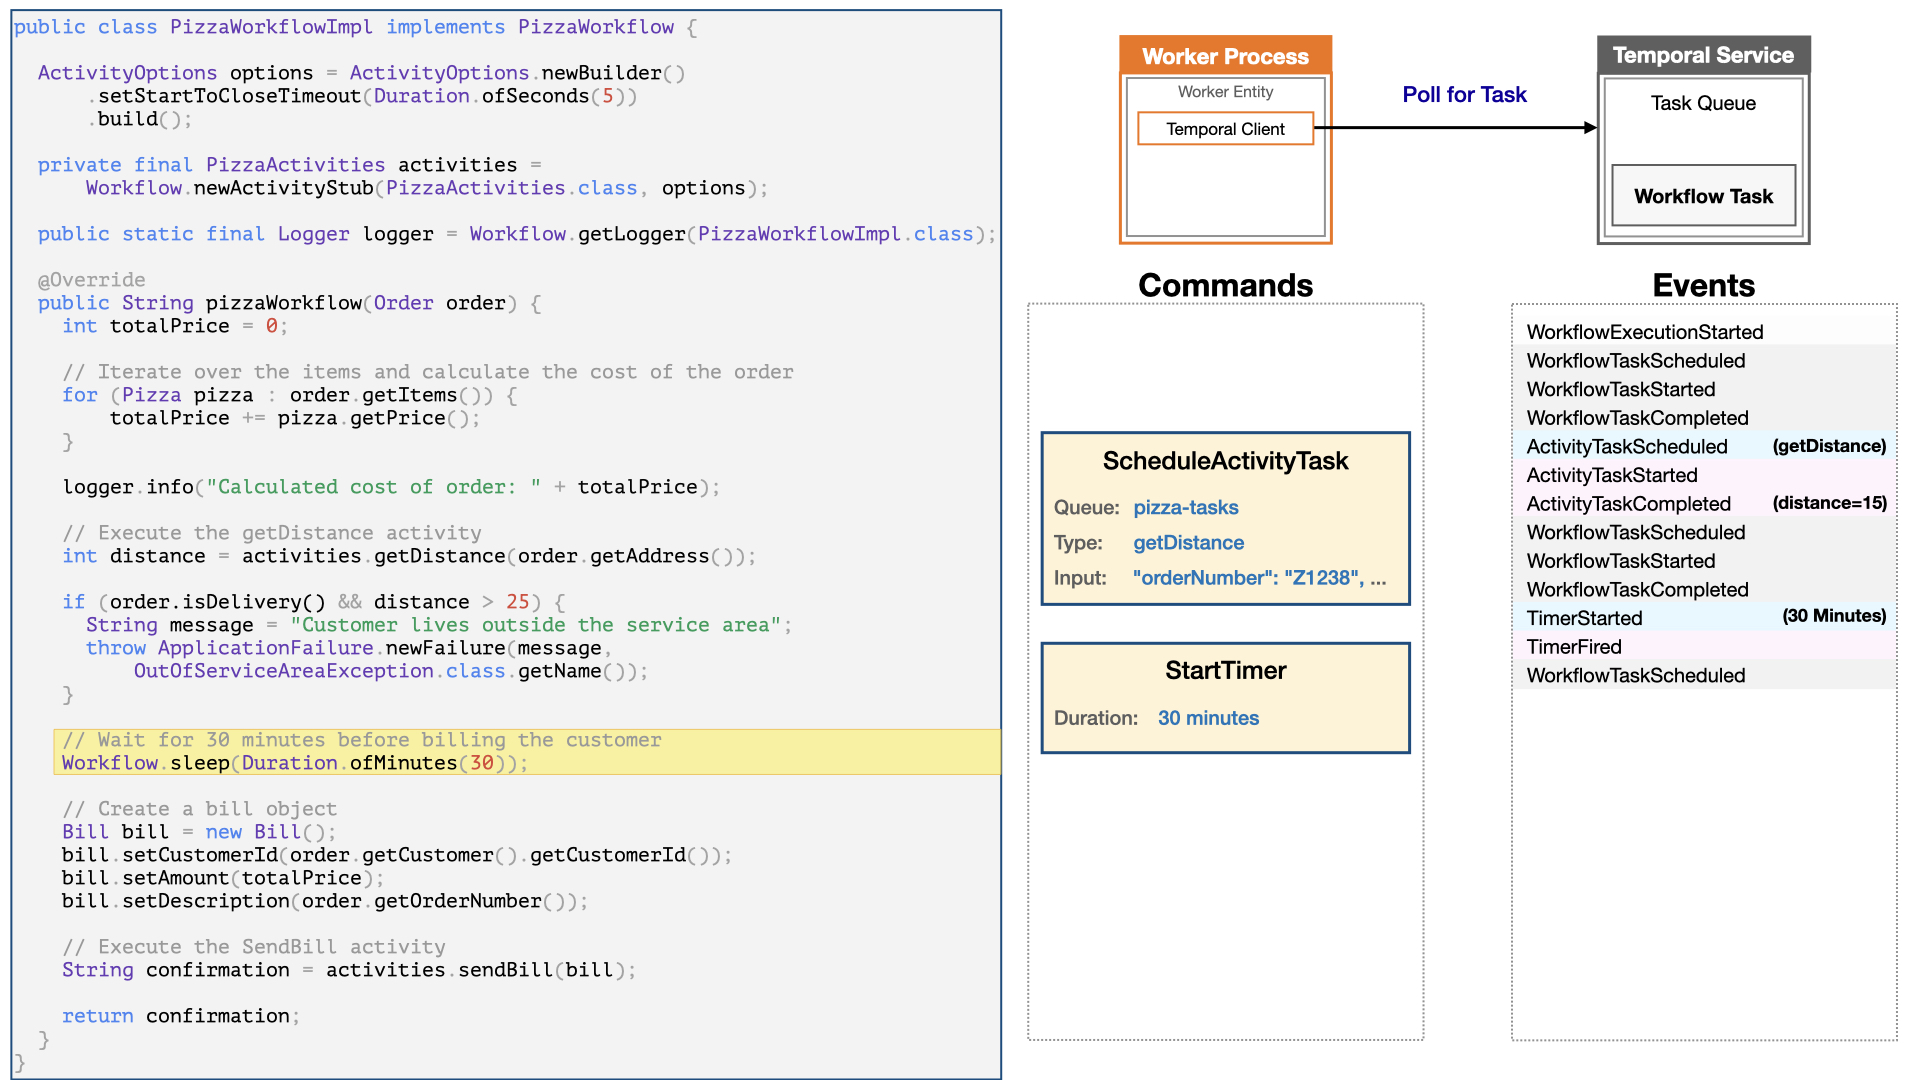 public class PizzaWorkflowImpl implements PizzaWorkflow {
ActivityOptions options = ActivityOptions.newBuilder()
.setStartToCloseTimeout(Duration.ofSeconds(5))
.build();
private final PizzaActivities activities =
Workflow.newActivityStub(PizzaActivities.class, options);
public static final Logger logger = Workflow.getLogger(PizzaWorkflowImpl.class);
@Override
public String pizzaWorkflow(Order order) {
int totalPrice = 0;
// Iterate over the items and calculate the cost of the order
for (Pizza pizza : order.getItems()) {
totalPrice += pizza.getPrice();
}
logger.info("Calculated cost of order: " + totalPrice);
// Execute the getDistance activity
int distance = activities.getDistance(order.getAddress());
if (order.isDelivery() && distance > 25) {
String message = "Customer lives outside the service area";
throw ApplicationFailure.newFailure(message,
OutOfServiceAreaException.class.getName());
}
// Wait for 30 minutes before billing the customer
Workflow.sleep(Duration.ofMinutes(30));
// Create a bill object
Bill bill = new Bill();
bill.setCustomerId(order.getCustomer().getCustomerId());
bill.setAmount(totalPrice);
bill.setDescription(order.getOrderNumber());
// Execute the SendBill activity
String confirmation = activities.sendBill(bill);
return confirmation;
}
}
Worker Process
Worker Entity
Temporal Client
Poll for Task
Temporal Service
Task Queue
Workflow Task
Commands
ScheduleActivityTask
Queue: pizza-tasks
Type: getDistance
Input: "orderNumber": "Z1238", ...
StartTimer
Duration: 30 minutes
Events
WorkflowExecutionStarted
WorkflowTaskScheduled
WorkflowTaskStarted
WorkflowTaskCompleted
ActivityTaskScheduled (getDistance)
ActivityTaskStarted
ActivityTaskCompleted (distance=15)
WorkflowTaskScheduled
WorkflowTaskStarted
WorkflowTaskCompleted
TimerStarted (30 Minutes)
TimerFired
WorkflowTaskScheduled